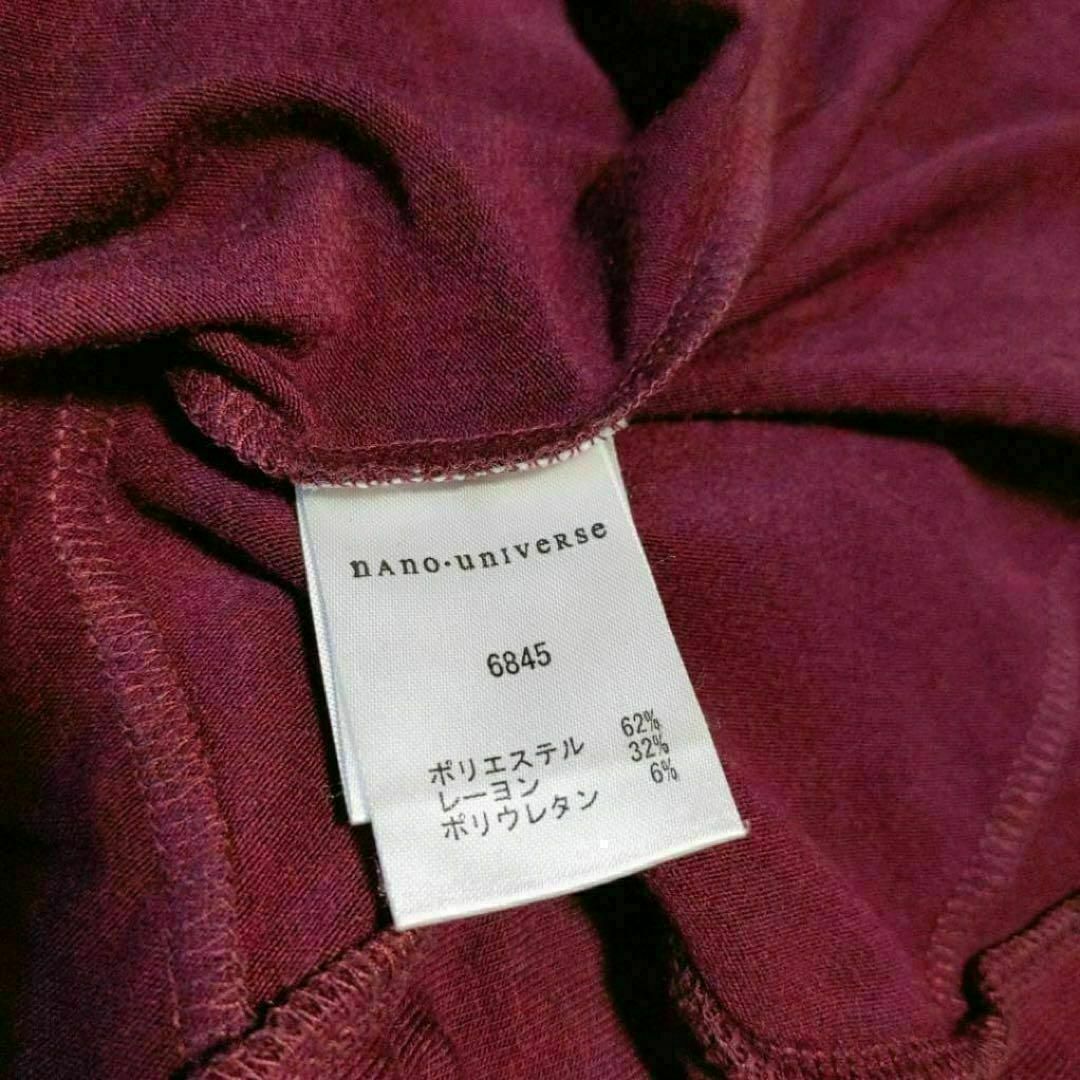 nano・universe
6845
ポリエステル 62%
レーヨン 32%
ポリウレタン 6%